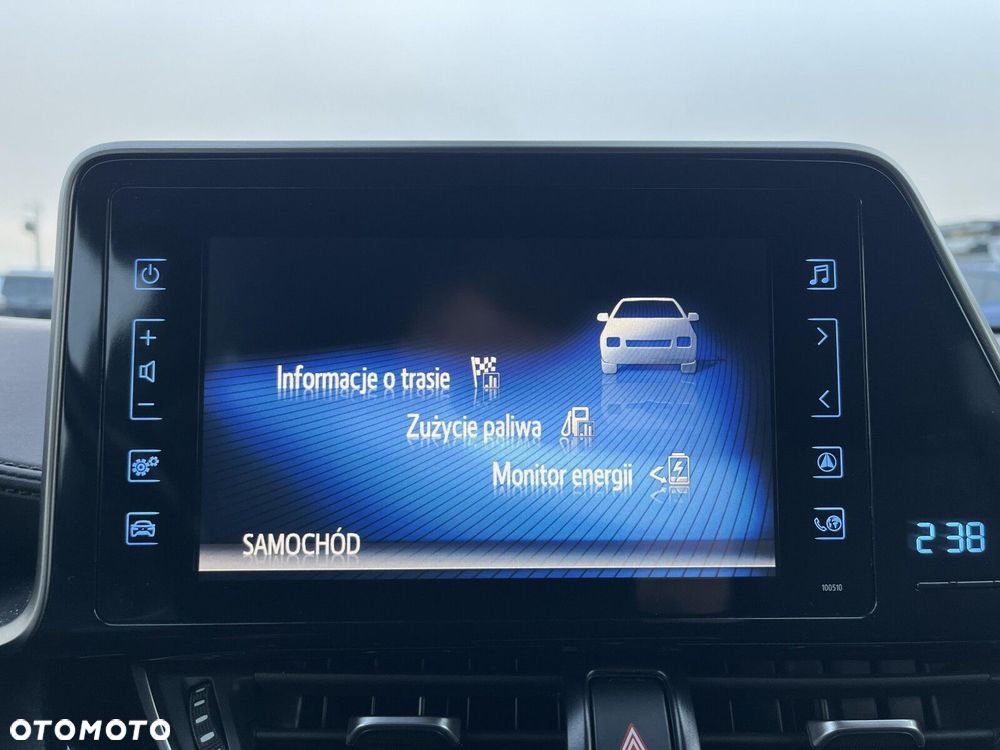 Informacje o trasie
Zużycie paliwa
Monitor energii
SAMOCHÓD
2 38
100510
OTOMOTO